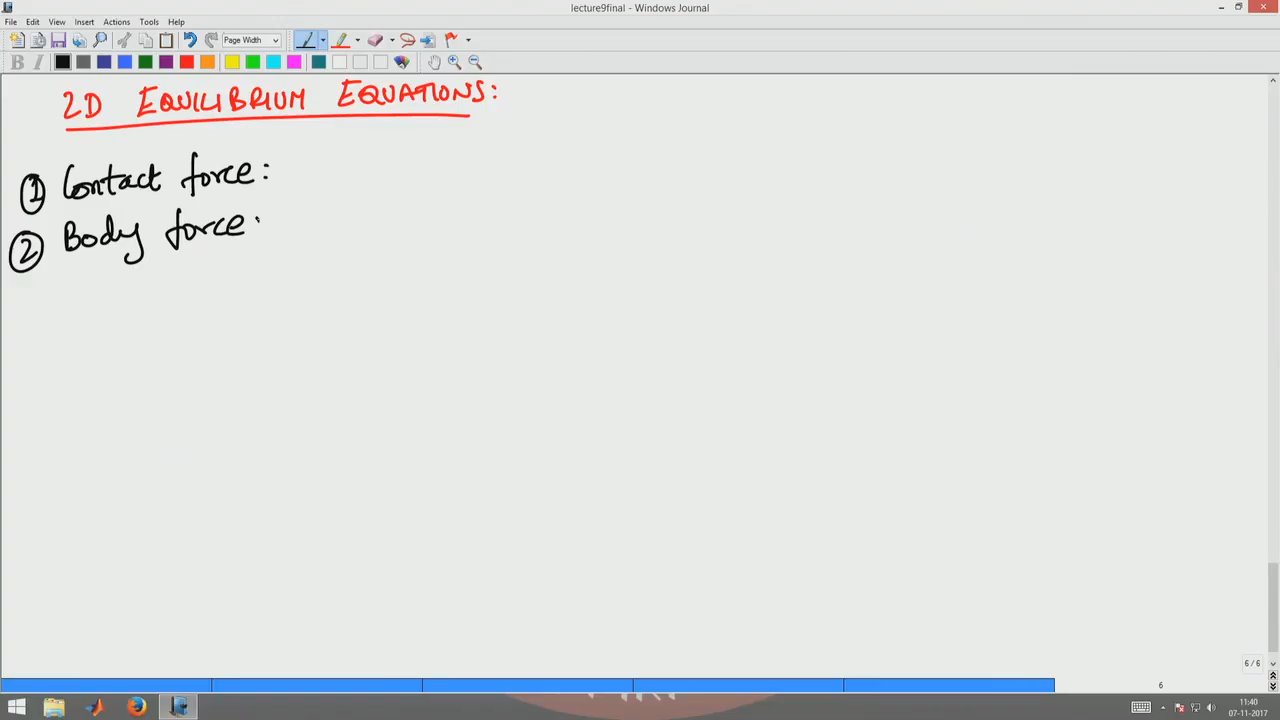 lecture9final - Windows Journal
File Edit View Insert Actions Tools Help
Page Width
B I
2D EQUILIBRIUM EQUATIONS:
① Contact force:
② Body force:
6 / 6
6
11:40
07-11-2017